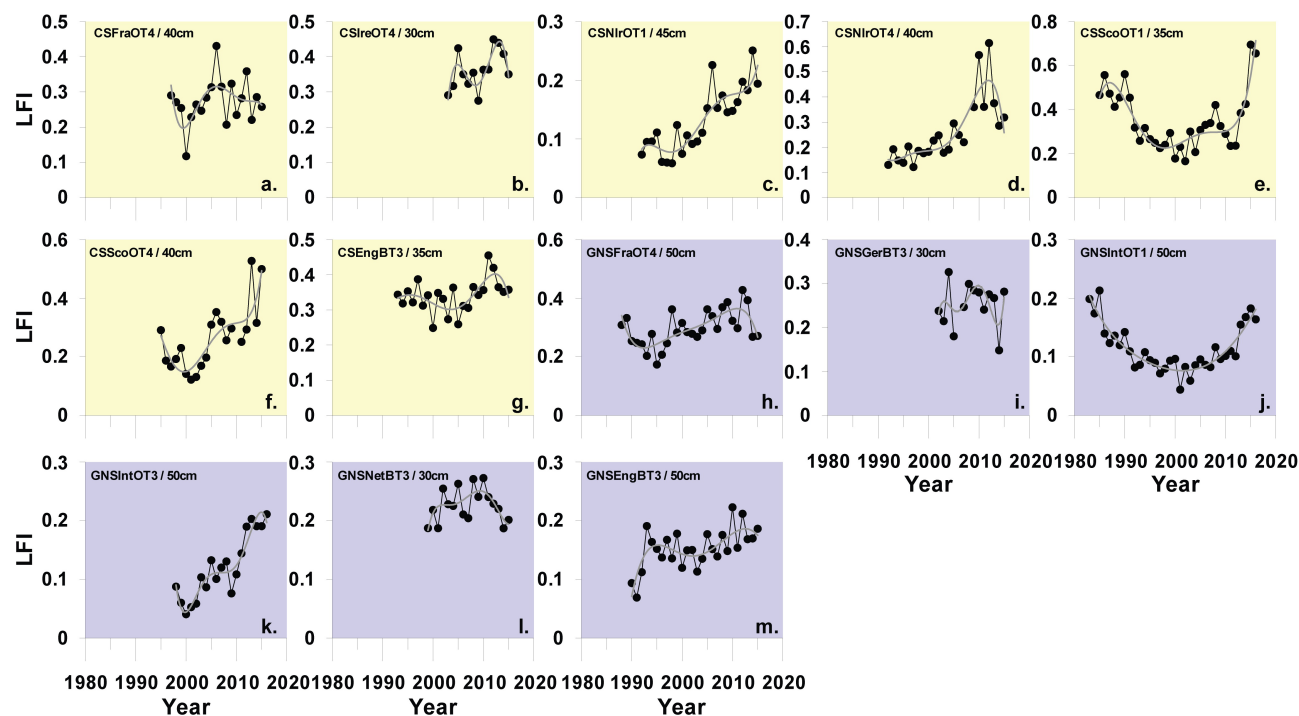 0.5 0.5 0.3 0.7 0.8
CSFraOT4 / 40cm CSIreOT4 / 30cm CSNIrOT1 / 45cm CSNIrOT4 / 40cm CSScoOT1 / 35cm
0.4 0.4 0.6
0.6
0.2 0.5
0.3 0.3 0.4
0.4
0.2 0.2 0.3
0.1
0.2 0.2
0.1 0.1
0.1
0 0 0 0 0
LFI
a. b. c. d. e.
0.6 0.5 0.6 0.4 0.3
CSScoOT4 / 40cm CSEngBT3 / 35cm GNSFraOT4 / 50cm GNSGerBT3 / 30cm GNSIntOT1 / 50cm
0.4 0.4 0.4 0.3 0.2
0.3
0.2
0.2 0.2 0.2 0.1
0.1 0.1
0 0 0 0 0
LFI
f. g. h. i. j.
0.3 0.3 0.3
GNSIntOT3 / 50cm GNSNetBT3 / 30cm GNSEngBT3 / 50cm
1980 1990 2000 2010 2020 1980 1990 2000 2010 2020
Year Year
0.2 0.2 0.2
0.1 0.1 0.1
0 0 0
LFI
k. l. m.
1980 1990 2000 2010 2020 1980 1990 2000 2010 2020 1980 1990 2000 2010 2020
Year Year Year